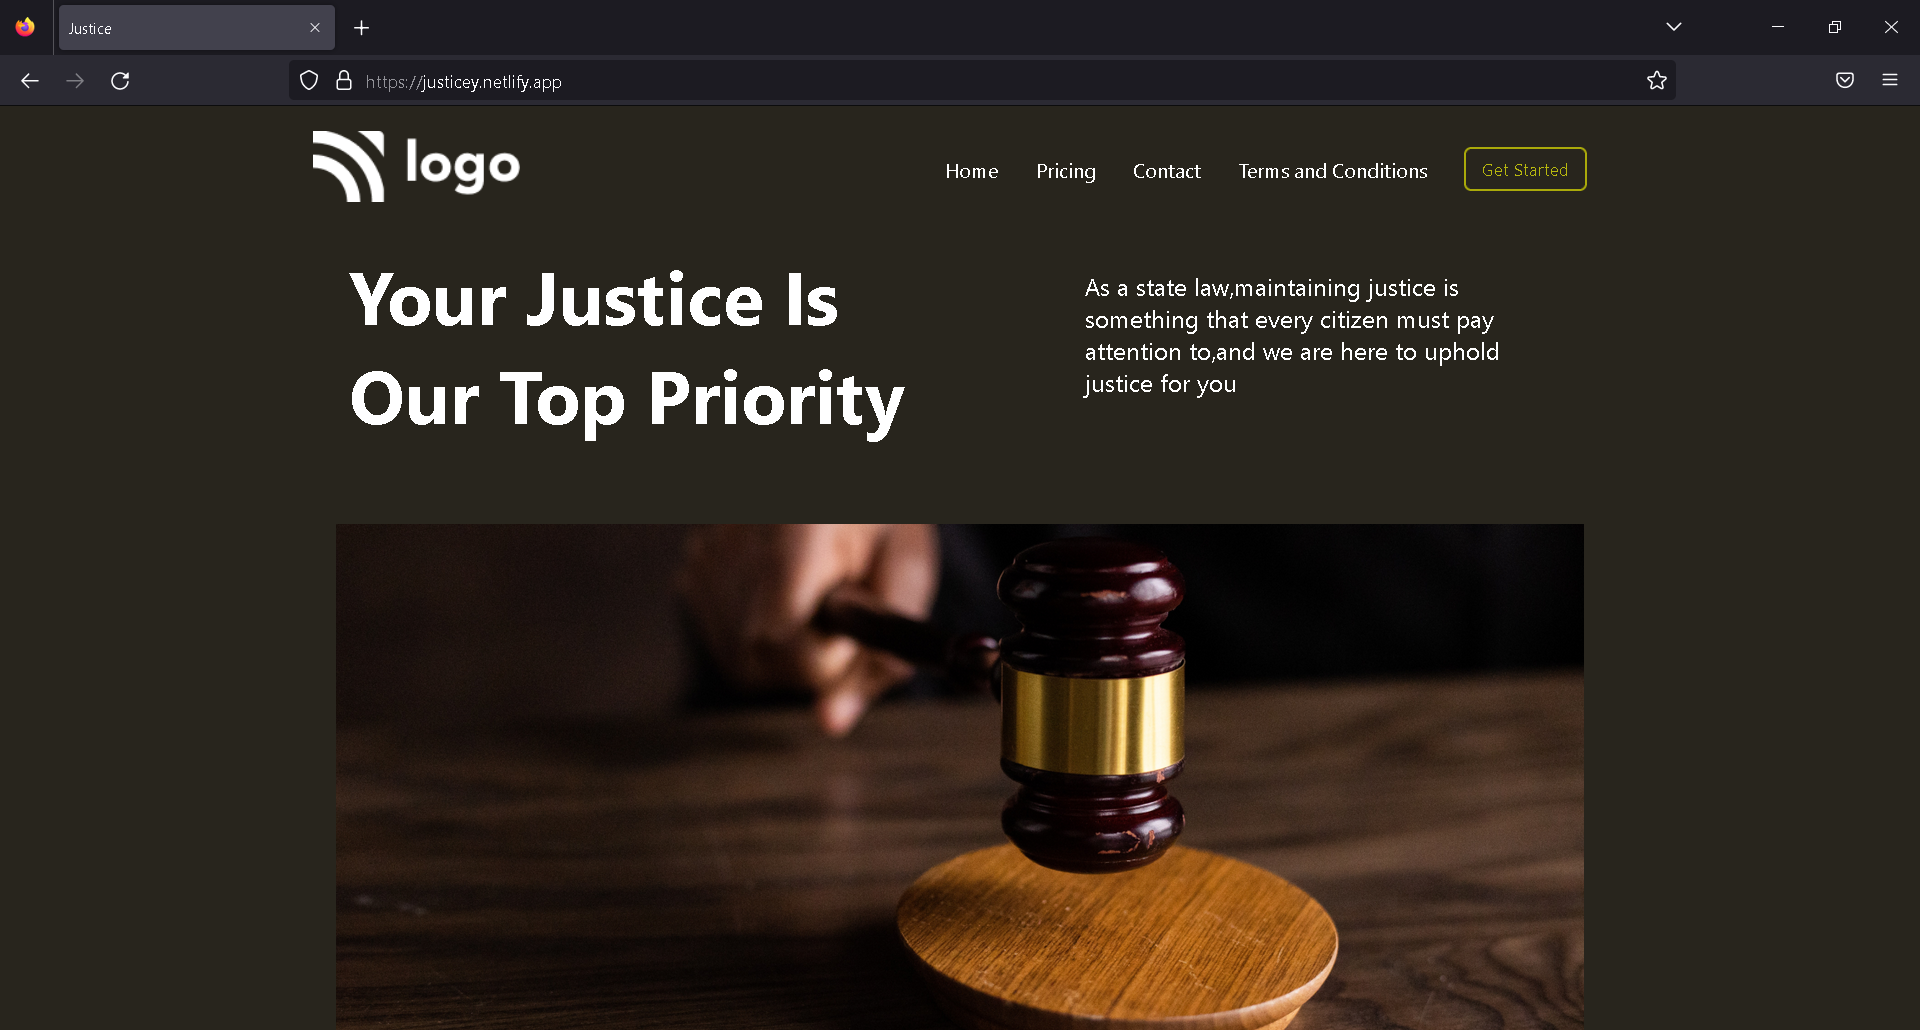 Justice
https://justicey.netlify.app
logo
Home Pricing Contact Terms and Conditions Get Started
Your Justice Is
Our Top Priority
As a state law,maintaining justice is
something that every citizen must pay
attention to,and we are here to uphold
justice for you